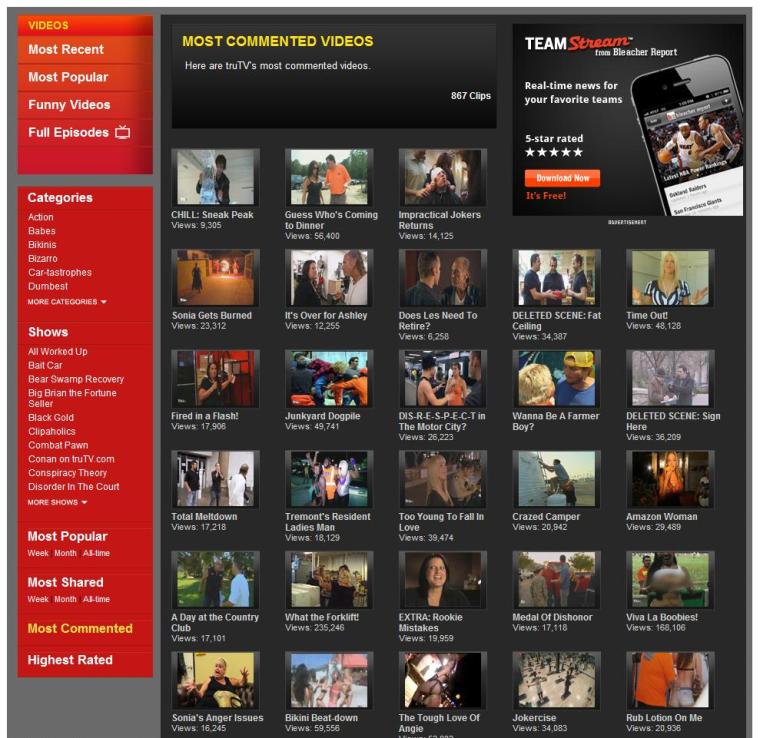 VIDEOS
Most Recent
Most Popular
Funny Videos
Full Episodes
Categories
Action
Babes
Bikinis
Bizarro
Car-tastrophes
Dumbest
MORE CATEGORIES
Shows
All Worked Up
Bait Car
Bear Swamp Recovery
Big Brian the Fortune
Seller
Black Gold
Clipaholics
Combat Pawn
Conan on truTV.com
Conspiracy Theory
Disorder In The Court
MORE SHOWS
Most Popular
Week | Month | All-time
Most Shared
Week | Month | All-time
Most Commented
Highest Rated
MOST COMMENTED VIDEOS
Here are truTV's most commented videos.
867 Clips
TEAM Stream™
from Bleacher Report
Real-time news for
your favorite teams
5-star rated
★★★★★
Download Now
It's Free!
bleacher report
Latest NBA Power Rankings
Oakland Raiders
San Francisco Giants
ADVERTISEMENT
CHILL: Sneak Peak
Views: 9,305
Guess Who's Coming
to Dinner
Views: 56,400
Impractical Jokers
Returns
Views: 14,125
Sonia Gets Burned
Views: 23,312
It's Over for Ashley
Views: 12,255
Does Les Need To
Retire?
Views: 6,258
DELETED SCENE: Fat
Ceiling
Views: 34,387
Time Out!
Views: 48,128
Fired in a Flash!
Views: 17,906
Junkyard Dogpile
Views: 49,741
DIS-R-E-S-P-E-C-T in
The Motor City?
Views: 26,223
Wanna Be A Farmer
Boy?
DELETED SCENE: Sign
Here
Views: 36,209
Total Meltdown
Views: 17,218
Tremont's Resident
Ladies Man
Views: 18,129
Too Young To Fall In
Love
Views: 39,474
Crazed Camper
Views: 20,942
Amazon Woman
Views: 29,489
A Day at the Country
Club
Views: 17,101
What the Forklift!
Views: 235,246
EXTRA: Rookie
Mistakes
Views: 19,959
Medal Of Dishonor
Views: 17,118
Viva La Boobies!
Views: 168,106
Sonia's Anger Issues
Views: 16,245
Bikini Beat-down
Views: 59,556
The Tough Love Of
Angie
Jokercise
Views: 34,083
Rub Lotion On Me
Views: 20,936